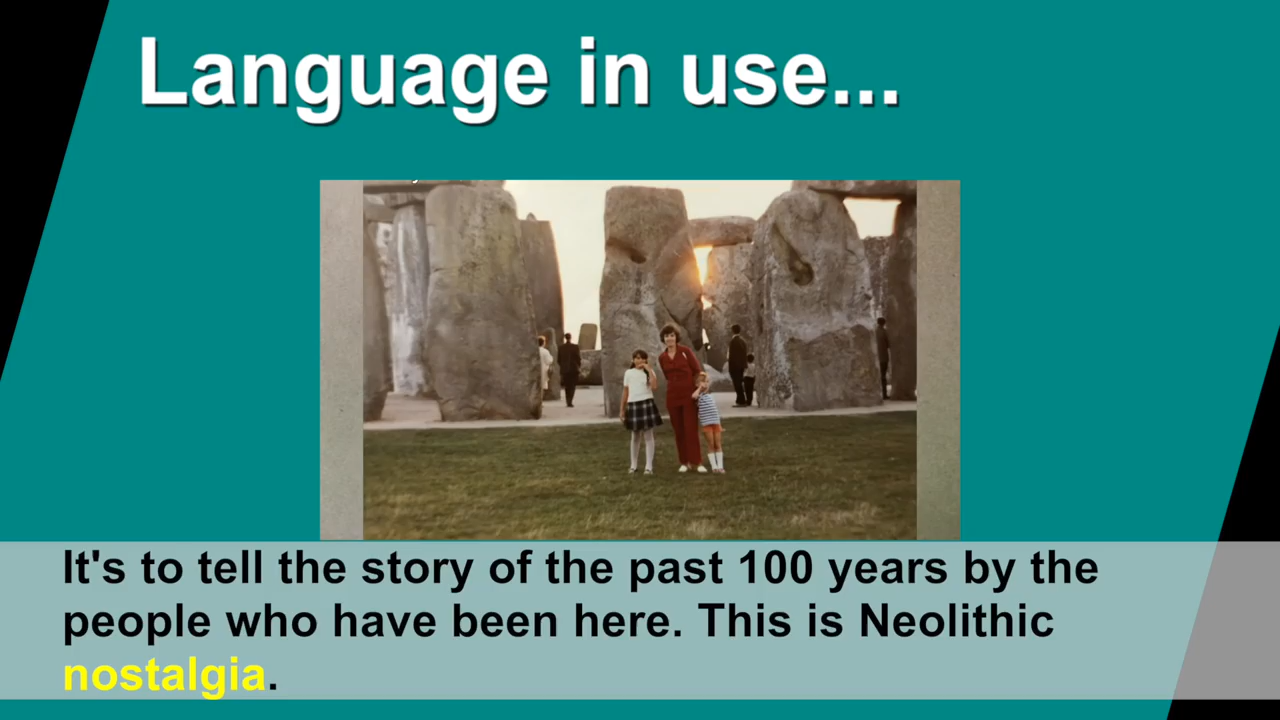 Language in use...
It's to tell the story of the past 100 years by the
people who have been here. This is Neolithic
nostalgia.